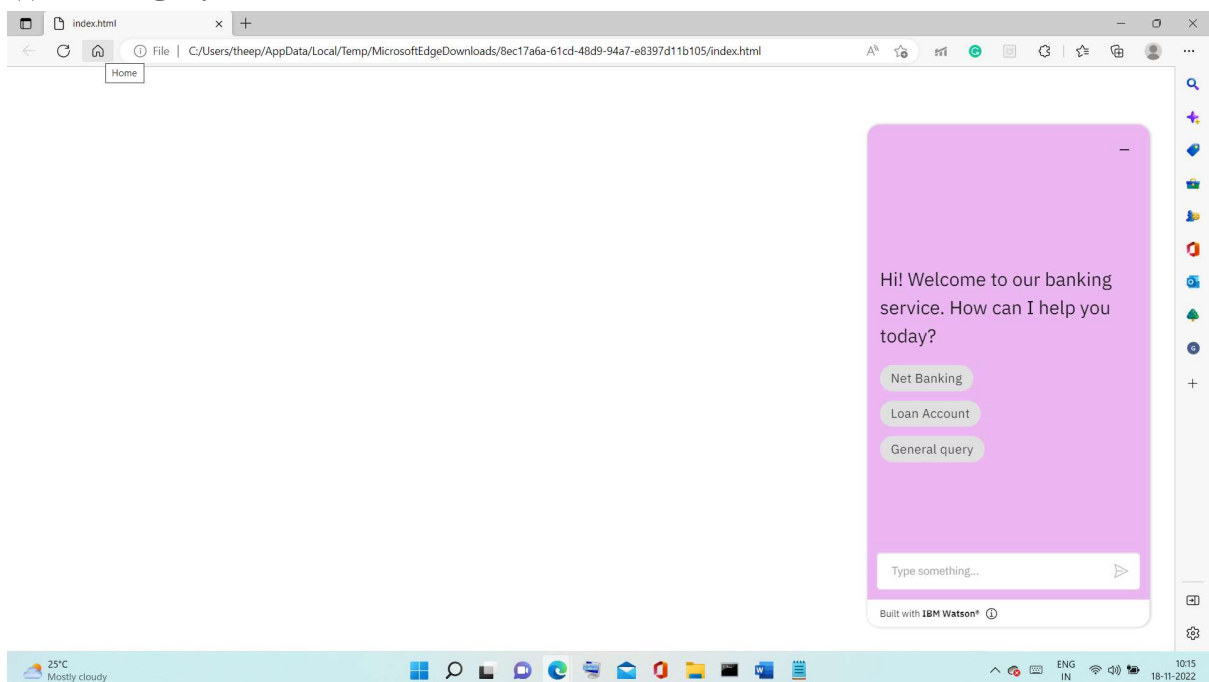 index.html
File | C:/Users/theep/AppData/Local/Temp/MicrosoftEdgeDownloads/8ec17a6a-61cd-48d9-94a7-e8397d11b105/index.html
Home
Hi! Welcome to our banking
service. How can I help you
today?
Net Banking
Loan Account
General query
Type something...
Built with IBM Watson®
25°C
Mostly cloudy
ENG
IN
10:15
18-11-2022